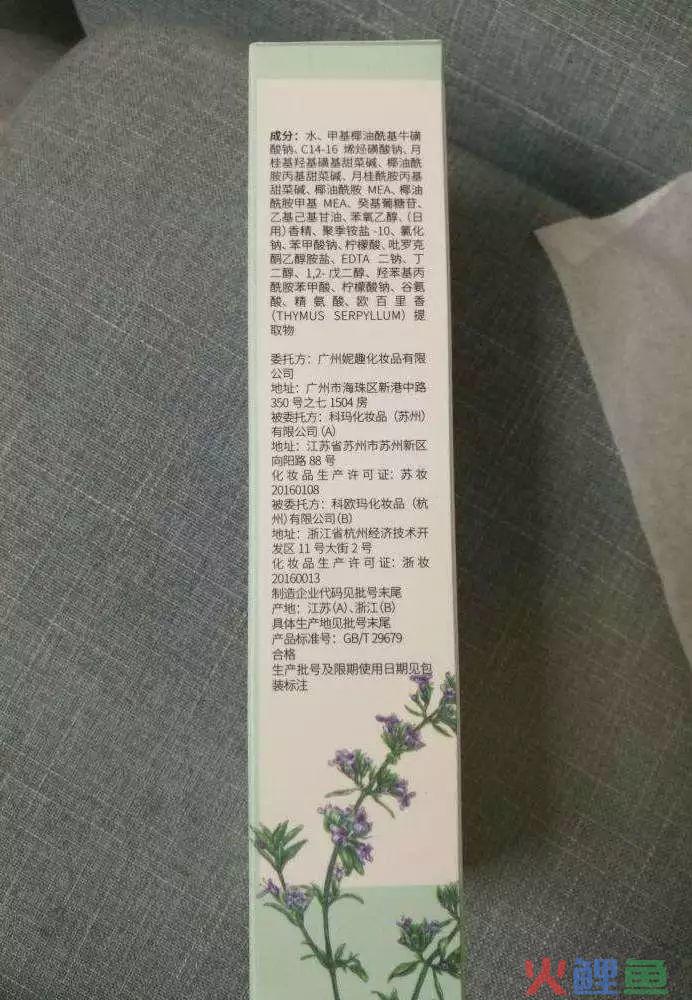 成分：水、甲基椰油酰基牛磺
酸钠、C14-16 烯烃磺酸钠、月
桂基羟基磺基甜菜碱、椰油酰
胺丙基甜菜碱、月桂酰胺丙基
甜菜碱、椰油酰胺 MEA、椰油
酰胺甲基 MEA、癸基葡糖苷、
乙基己基甘油、苯氧乙醇、（日
用）香精、聚季铵盐 -10、氯化
钠、苯甲酸钠、柠檬酸、吡罗克
酮乙醇胺盐、EDTA 二钠、丁
二醇、1,2- 戊二醇、羟苯基丙
酰胺苯甲酸、柠檬酸钠、谷氨
酸、精氨酸、欧百里香
（THYMUS SERPYLLUM）提
取物
委托方：广州妮趣化妆品有限
公司
地址：广州市海珠区新港中路
350 号之七 1504 房
被委托方：科玛化妆品（苏州）
有限公司(A)
地址：江苏省苏州市苏州新区
向阳路 88 号
化妆品生产许可证：苏妆
20160108
被委托方：科欧玛化妆品（杭
州）有限公司(B)
地址：浙江省杭州经济技术开
发区 11 号大街 2 号
化妆品生产许可证：浙妆
20160013
制造企业代码见批号末尾
产地：江苏(A)、浙江(B)
具体生产地见批号末尾
产品标准号：GB/T 29679
合格
生产批号及限期使用日期见包
装标注
火鲤鱼